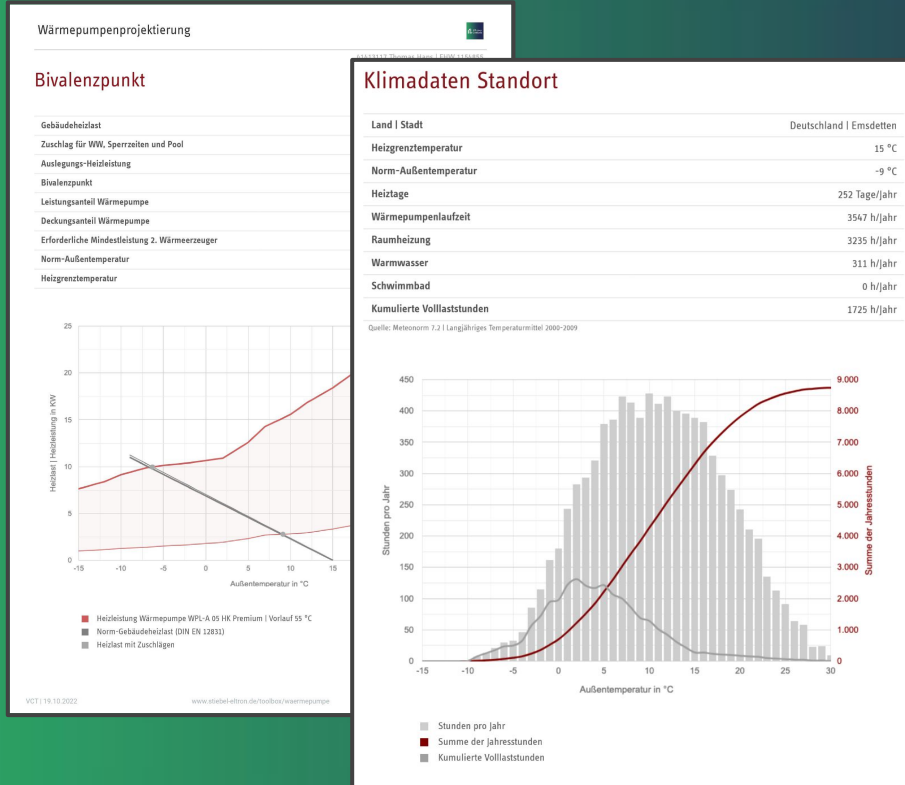 Wärmepumpenprojektierung
Bivalenzpunkt
Gebäudeheizlast
Zuschlag für WW, Sperrzeiten und Pool
Auslegungs-Heizleistung
Bivalenzpunkt
Leistungsanteil Wärmepumpe
Deckungsanteil Wärmepumpe
Erforderliche Mindestleistung 2. Wärmeerzeuger
Norm-Außentemperatur
Heizgrenztemperatur
25
20
15
10
5
0
Heizlast | Heizleistung in KW
-15 -10 -5 0 5 10 15
Außentemperatur in °C
Heizleistung Wärmepumpe WPL-A 05 HK Premium | Vorlauf 55 °C
Norm-Gebäudeheizlast (DIN EN 12831)
Heizlast mit Zuschlägen
VCT | 19.10.2022 www.stiebel-eltron.de/toolbox/waermepumpe
Klimadaten Standort
Land | Stadt Deutschland | Emsdetten
Heizgrenztemperatur 15 °C
Norm-Außentemperatur -9 °C
Heiztage 252 Tage/Jahr
Wärmepumpenlaufzeit 3547 h/Jahr
Raumheizung 3235 h/Jahr
Warmwasser 311 h/Jahr
Schwimmbad 0 h/Jahr
Kumulierte Volllaststunden 1725 h/Jahr
Quelle: Meteonorm 7.2 | Langjähriges Temperaturmittel 2000-2009
450 9.000
400 8.000
350 7.000
300 6.000
250 5.000
200 4.000
150 3.000
100 2.000
50 1.000
0 0
Stunden pro Jahr
Summe der Jahresstunden
-15 -10 -5 0 5 10 15 20 25 30
Außentemperatur in °C
Stunden pro Jahr
Summe der Jahresstunden
Kumulierte Volllaststunden